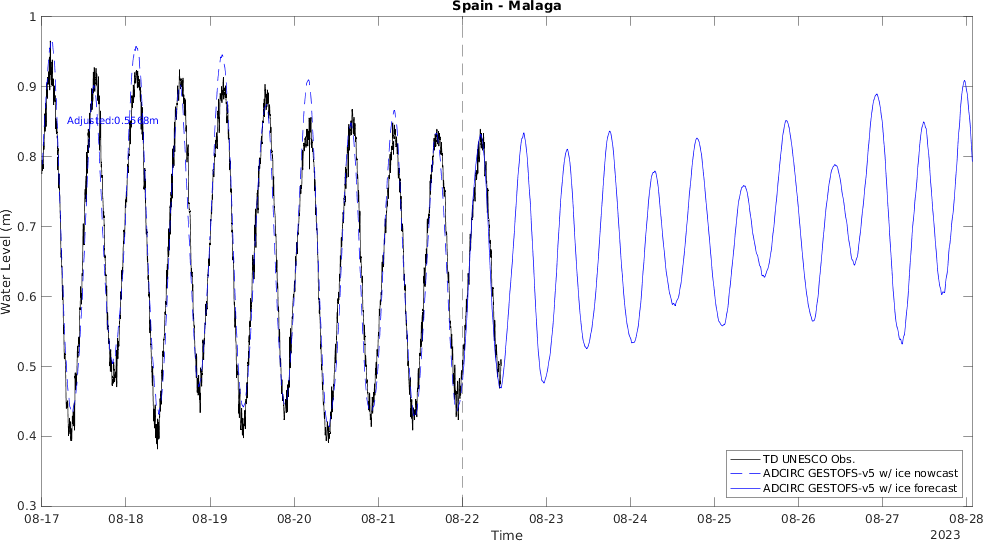 Spain - Malaga
Water Level (m)
1
0.9
0.8
0.7
0.6
0.5
0.4
0.3
Adjusted:0.5568m
TD UNESCO Obs.
ADCIRC GESTOFS-v5 w/ ice nowcast
ADCIRC GESTOFS-v5 w/ ice forecast
08-17 08-18 08-19 08-20 08-21 08-22 08-23 08-24 08-25 08-26 08-27 08-28
Time
2023